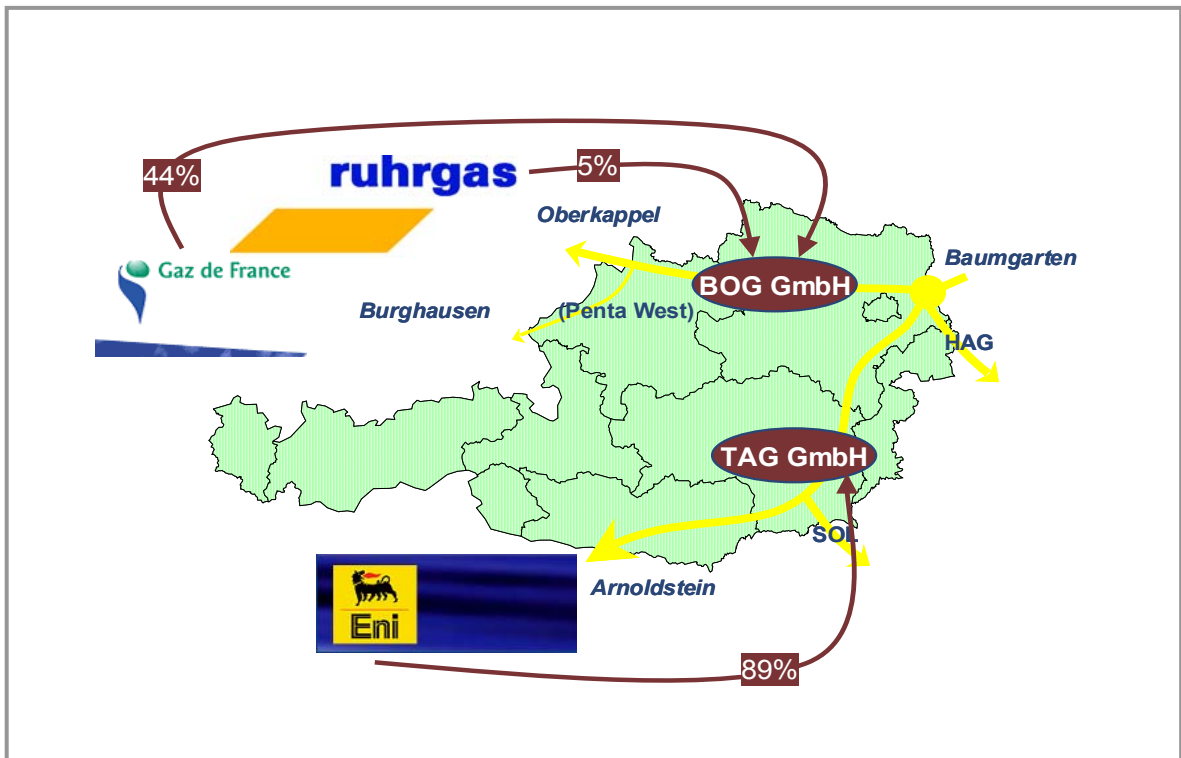 44%
ruhrgas
5%
Gaz de France
Oberkappel
Burghausen
(Penta West)
BOG GmbH
Baumgarten
HAG
TAG GmbH
SOL
Arnoldstein
Eni
89%